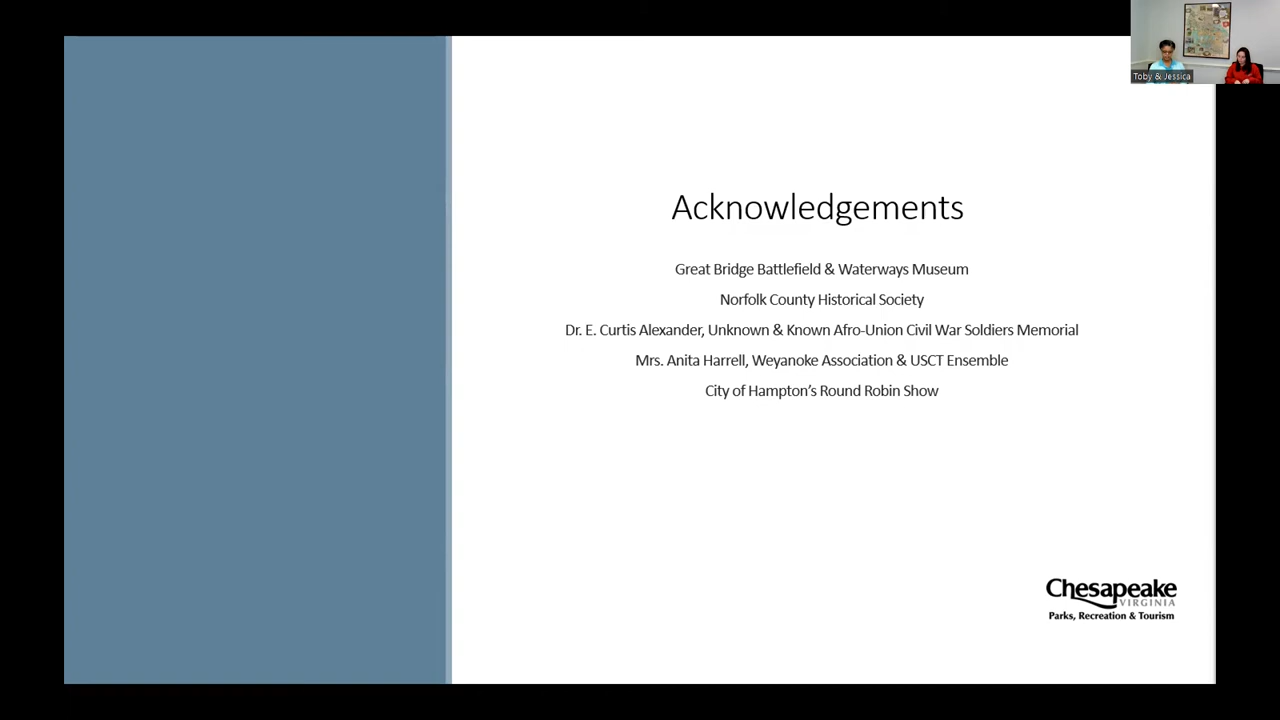 Toby & Jessica
Acknowledgements
Great Bridge Battlefield & Waterways Museum
Norfolk County Historical Society
Dr. E. Curtis Alexander, Unknown & Known Afro-Union Civil War Soldiers Memorial
Mrs. Anita Harrell, Weyanoke Association & USCT Ensemble
City of Hampton’s Round Robin Show
Chesapeake
VIRGINIA
Parks, Recreation & Tourism